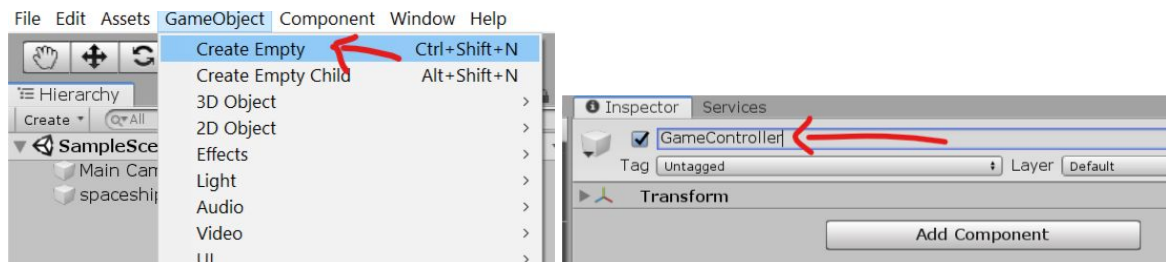 File Edit Assets GameObject Component Window Help
Create Empty Ctrl+Shift+N
Create Empty Child Alt+Shift+N
3D Object
2D Object
Effects
Light
Audio
Video
UI
Hierarchy
Create All
SampleSce
Main Cam
spaceship
Inspector Services
GameController
Tag Untagged Layer Default
Transform
Add Component